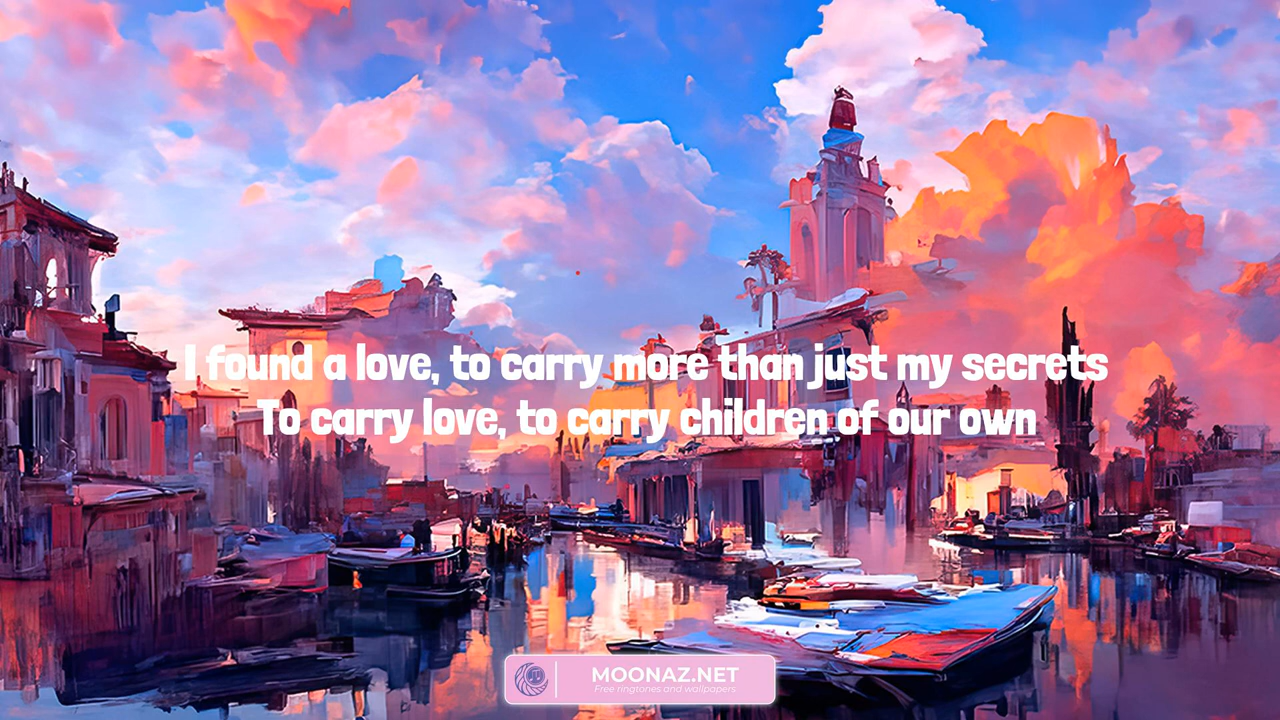 I found a love, to carry more than just my secrets
To carry love, to carry children of our own
MOONAZ.NET
Free ringtones and wallpapers